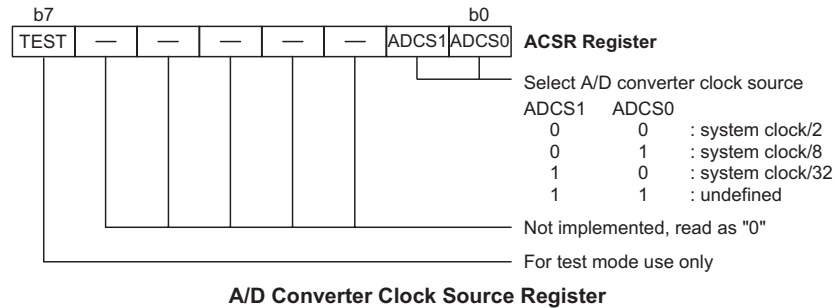 b7 b0
TEST — — — — — ADCS1 ADCS0 ACSR Register
Select A/D converter clock source
ADCS1 ADCS0
0 0 : system clock/2
0 1 : system clock/8
1 0 : system clock/32
1 1 : undefined
Not implemented, read as "0"
For test mode use only
A/D Converter Clock Source Register